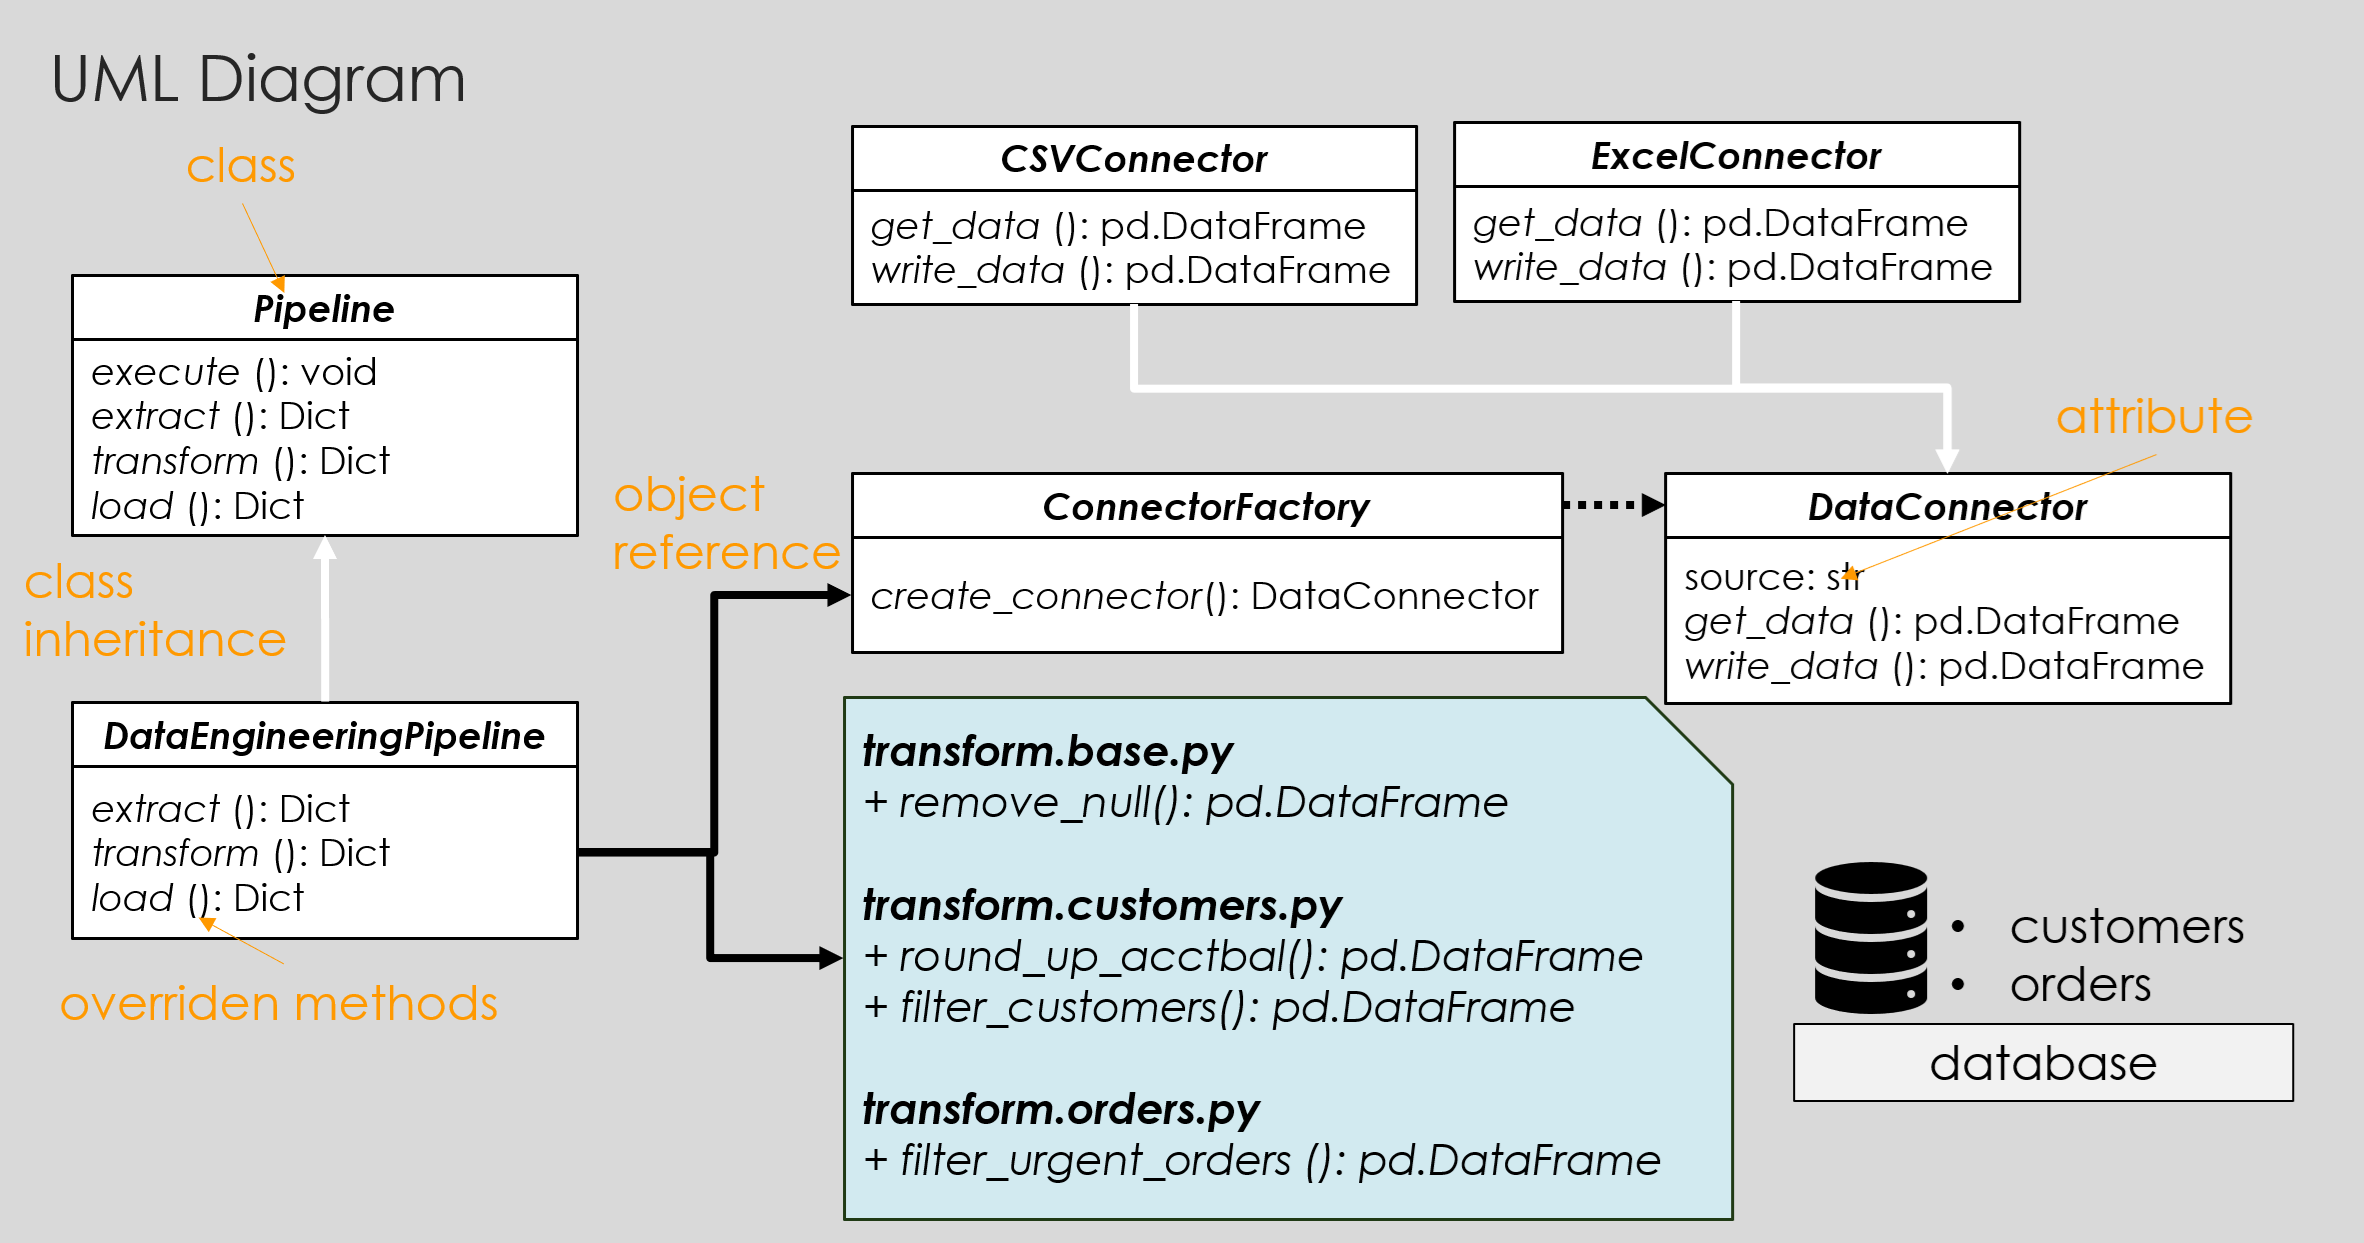 UML Diagram
class
Pipeline
execute (): void
extract (): Dict
transform (): Dict
load (): Dict
class
inheritance
DataEngineeringPipeline
extract (): Dict
transform (): Dict
load (): Dict
overriden methods
object
reference
CSVConnector
get_data (): pd.DataFrame
write_data (): pd.DataFrame
ExcelConnector
get_data (): pd.DataFrame
write_data (): pd.DataFrame
attribute
ConnectorFactory
create_connector(): DataConnector
DataConnector
source: str
get_data (): pd.DataFrame
write_data (): pd.DataFrame
transform.base.py
+ remove_null(): pd.DataFrame
transform.customers.py
+ round_up_acctbal(): pd.DataFrame
+ filter_customers(): pd.DataFrame
transform.orders.py
+ filter_urgent_orders (): pd.DataFrame
• customers
• orders
database